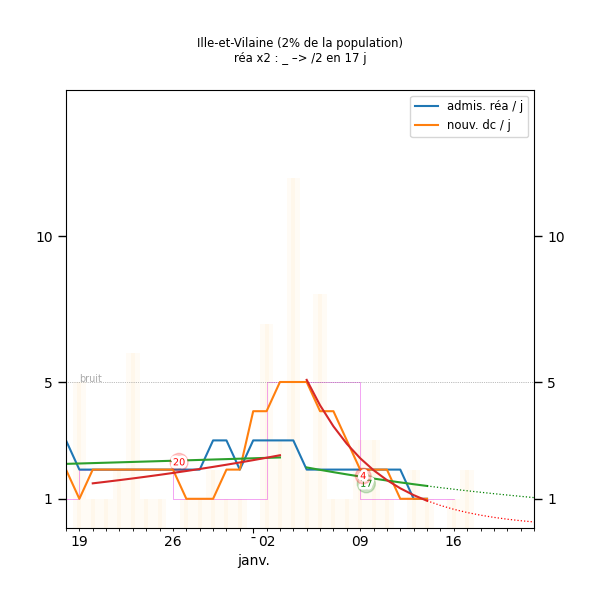 Ille-et-Vilaine (2% de la population)
réa x2 : _ –> /2 en 17 j
admis. réa / j
nouv. dc / j
10 10
bruit
5 5
20
4
17
1 1
19 26 02 09 16
janv.